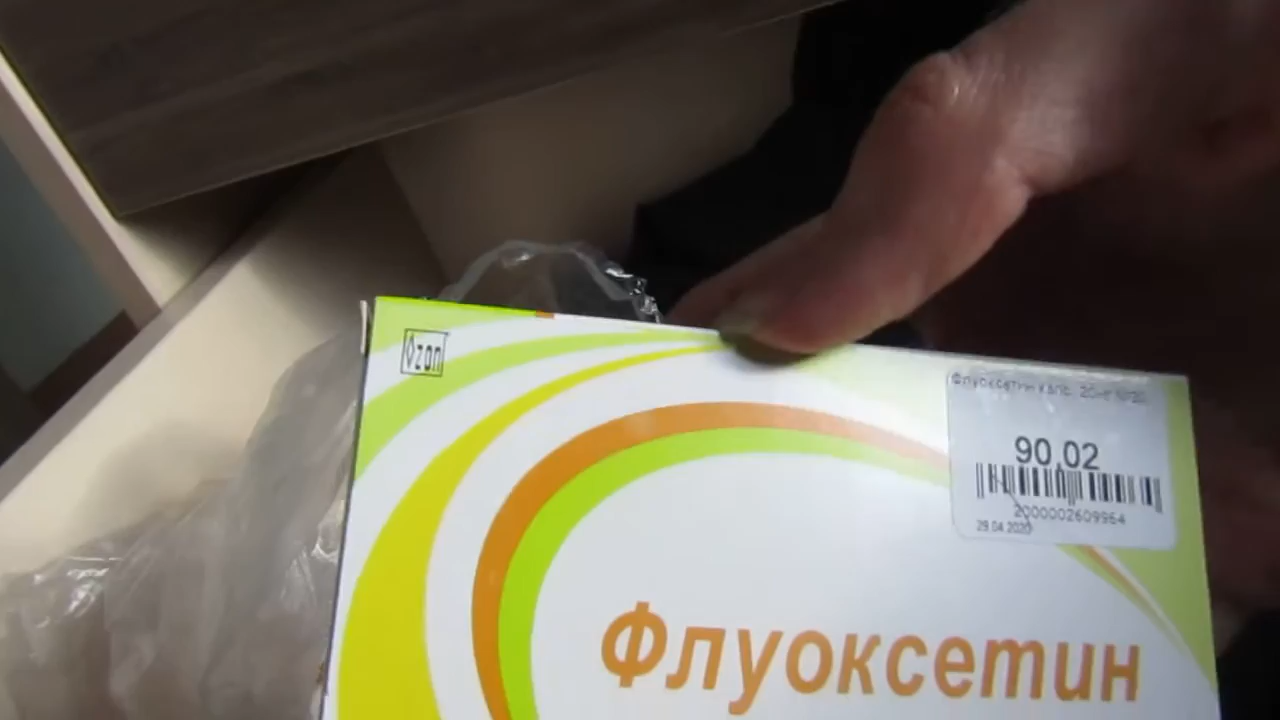 Ozon
Флуоксетин капс. 20мг №20
90,02
2000002609964
29.04.2020
Флуоксетин